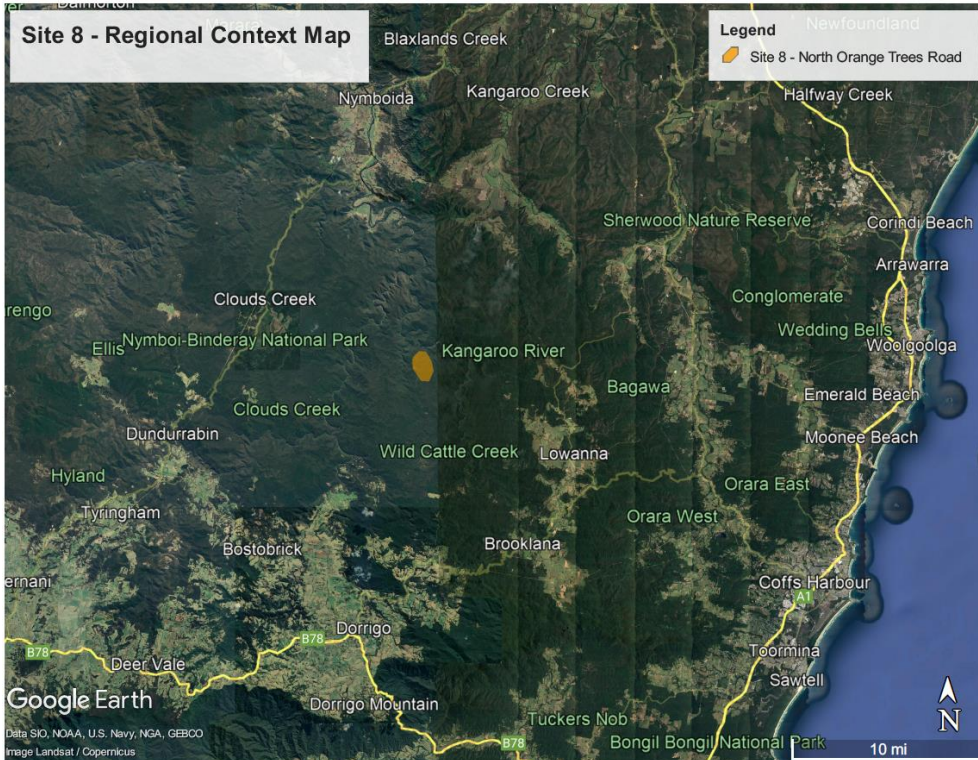 Dalmorton
Newfoundland
Site 8 - Regional Context Map
Legend
Site 8 - North Orange Trees Road
Blaxlands Creek
Nymboida
Kangaroo Creek
Halfway Creek
Sherwood Nature Reserve
Corindi Beach
Arrawarra
Clouds Creek
Conglomerate
Wedding Bells
Woolgoolga
Nymboi-Binderay National Park
Ellis
Kangaroo River
Bagawa
Emerald Beach
Clouds Creek
Dundurrabin
Moonee Beach
Wild Cattle Creek
Lowanna
Hyland
Orara East
Tyringham
Orara West
Bostobrick
Brooklana
Coffs Harbour
A1
Dorrigo
B78
B78
Deer Vale
Toormina
Sawtell
Google Earth
Dorrigo Mountain
Tuckers Nob
N
Data SIO, NOAA, U.S. Navy, NGA, GEBCO
B78
Bongil Bongil National Park
Image Landsat / Copernicus
10 mi